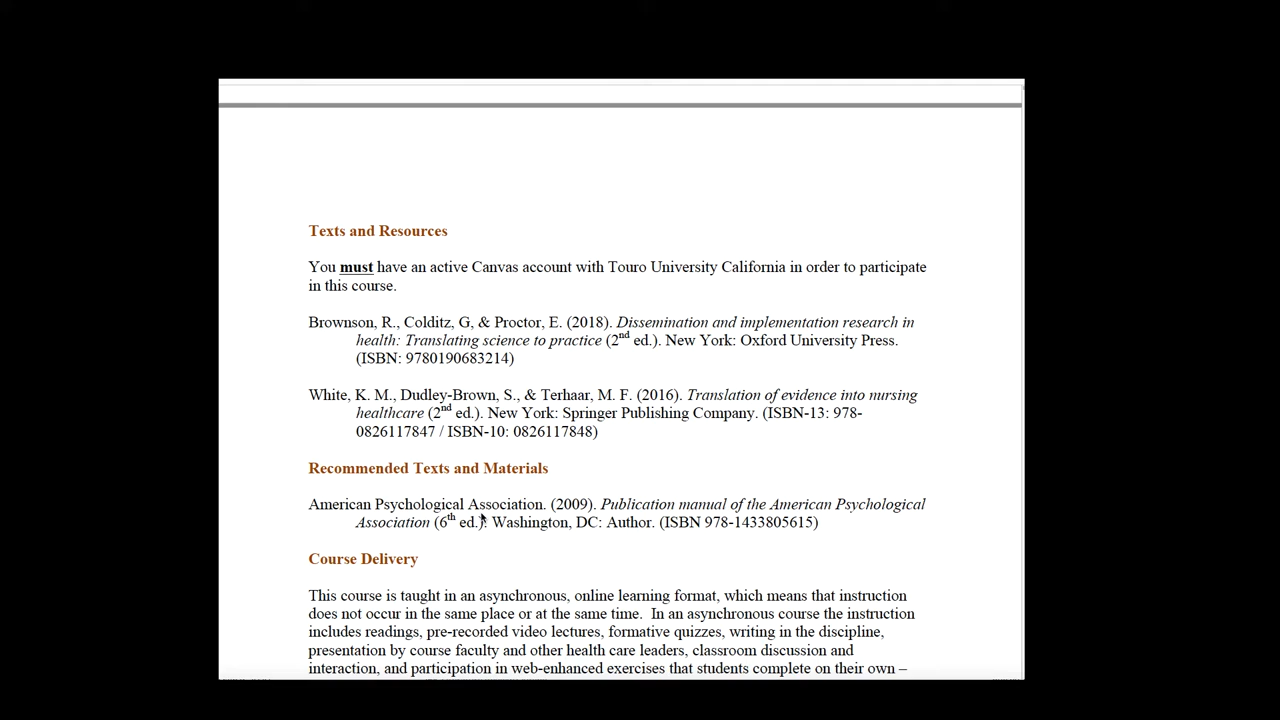 Texts and Resources
You must have an active Canvas account with Touro University California in order to participate
in this course.
Brownson, R., Colditz, G, & Proctor, E. (2018). Dissemination and implementation research in
health: Translating science to practice (2nd ed.). New York: Oxford University Press.
(ISBN: 9780190683214)
White, K. M., Dudley-Brown, S., & Terhaar, M. F. (2016). Translation of evidence into nursing
healthcare (2nd ed.). New York: Springer Publishing Company. (ISBN-13: 978-
0826117847 / ISBN-10: 0826117848)
Recommended Texts and Materials
American Psychological Association. (2009). Publication manual of the American Psychological
Association (6th ed.). Washington, DC: Author. (ISBN 978-1433805615)
Course Delivery
This course is taught in an asynchronous, online learning format, which means that instruction
does not occur in the same place or at the same time. In an asynchronous course the instruction
includes readings, pre-recorded video lectures, formative quizzes, writing in the discipline,
presentation by course faculty and other health care leaders, classroom discussion and
interaction, and participation in web-enhanced exercises that students complete on their own –